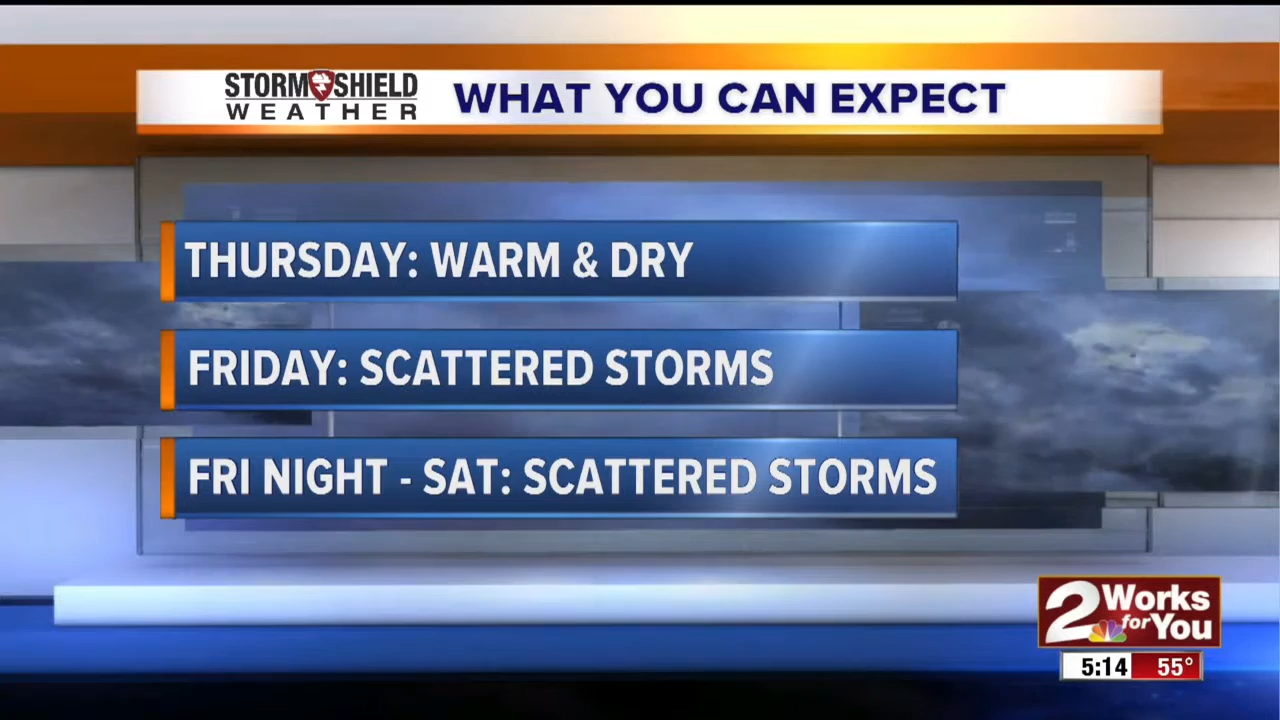 STORM SHIELD
WEATHER
WHAT YOU CAN EXPECT
THURSDAY: WARM & DRY
FRIDAY: SCATTERED STORMS
FRI NIGHT - SAT: SCATTERED STORMS
2 Works
for You
5:14 55°